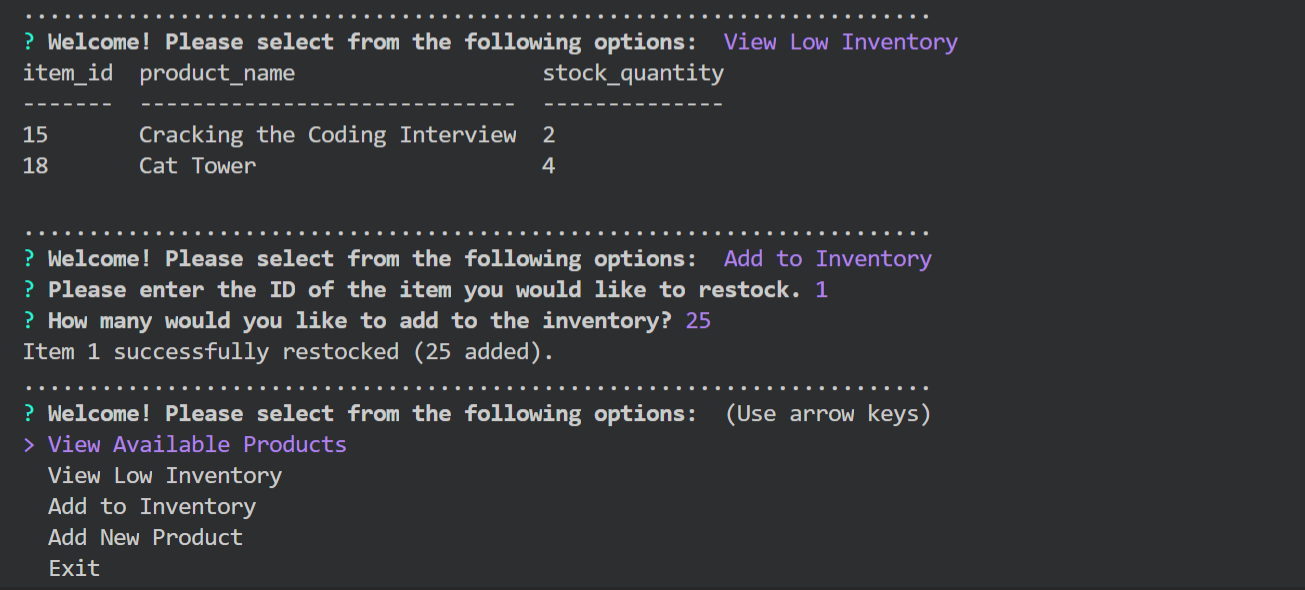 ......................................................................
? Welcome! Please select from the following options:  View Low Inventory
item_id  product_name                   stock_quantity
-------  -----------------------------  --------------
15       Cracking the Coding Interview  2
18       Cat Tower                      4
......................................................................
? Welcome! Please select from the following options:  Add to Inventory
? Please enter the ID of the item you would like to restock. 1
? How many would you like to add to the inventory? 25
Item 1 successfully restocked (25 added).
......................................................................
? Welcome! Please select from the following options:  (Use arrow keys)
> View Available Products
  View Low Inventory
  Add to Inventory
  Add New Product
  Exit